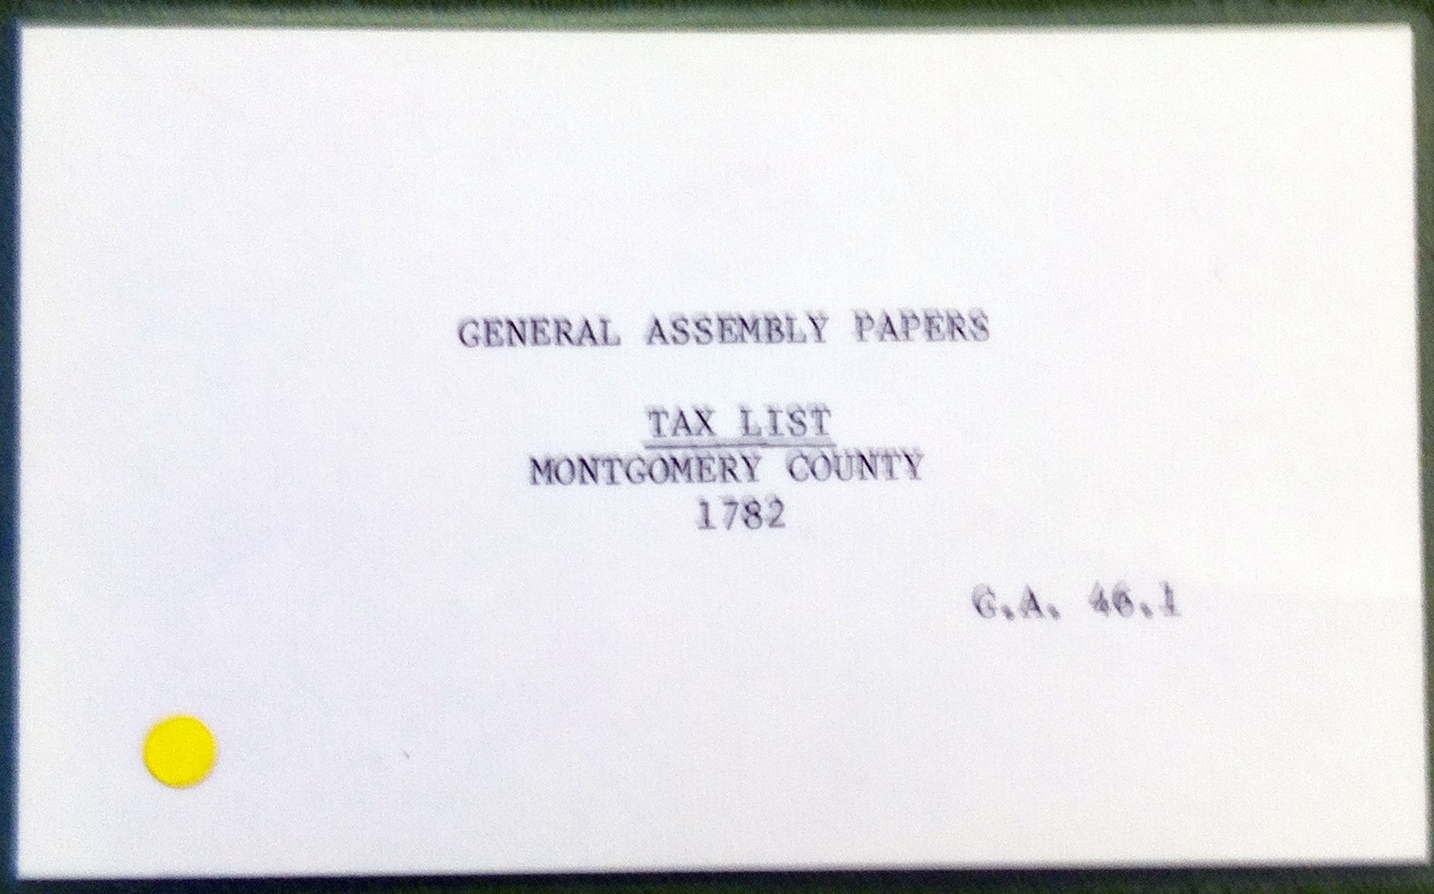 GENERAL ASSEMBLY PAPERS
TAX LIST
MONTGOMERY COUNTY
1782
G.A. 46.1